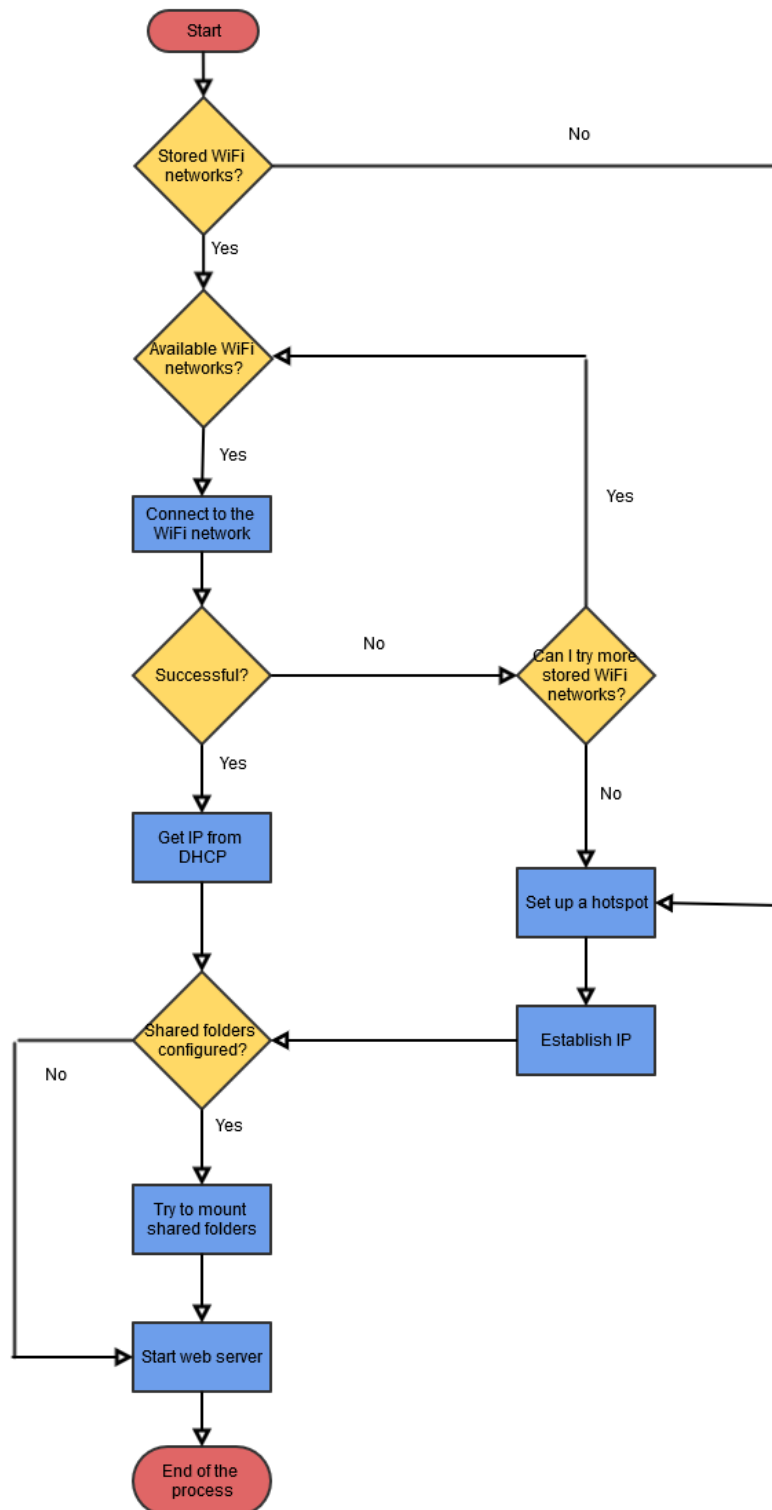 Start
Stored WiFi
networks?
No
Yes
Available WiFi
networks?
Yes
Connect to the
WiFi network
Yes
Successful?
No
Can I try more
stored WiFi
networks?
Yes
No
Get IP from
DHCP
Set up a hotspot
Shared folders
configured?
Establish IP
No
Yes
Try to mount
shared folders
Start web server
End of the
process